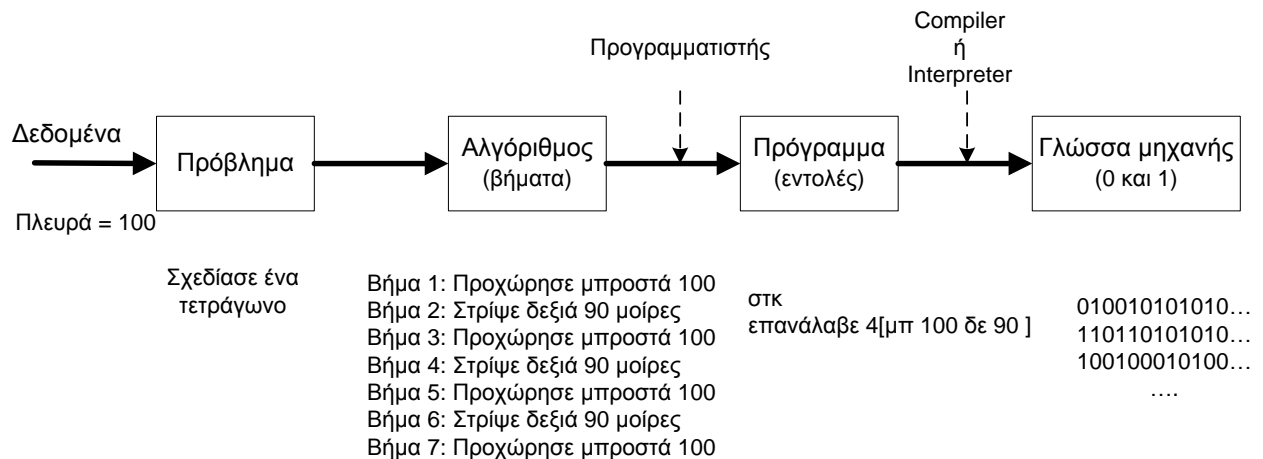 Προγραμματιστής
Compiler
ή
Interpreter
Δεδομένα
Πλευρά = 100
Πρόβλημα
Αλγόριθμος
(βήματα)
Πρόγραμμα
(εντολές)
Γλώσσα μηχανής
(0 και 1)
Σχεδίασε ένα
τετράγωνο
Βήμα 1: Προχώρησε μπροστά 100
Βήμα 2: Στρίψε δεξιά 90 μοίρες
Βήμα 3: Προχώρησε μπροστά 100
Βήμα 4: Στρίψε δεξιά 90 μοίρες
Βήμα 5: Προχώρησε μπροστά 100
Βήμα 6: Στρίψε δεξιά 90 μοίρες
Βήμα 7: Προχώρησε μπροστά 100
στκ
επανάλαβε 4[μπ 100 δε 90 ]
010010101010…
110110101010…
100100010100…
….